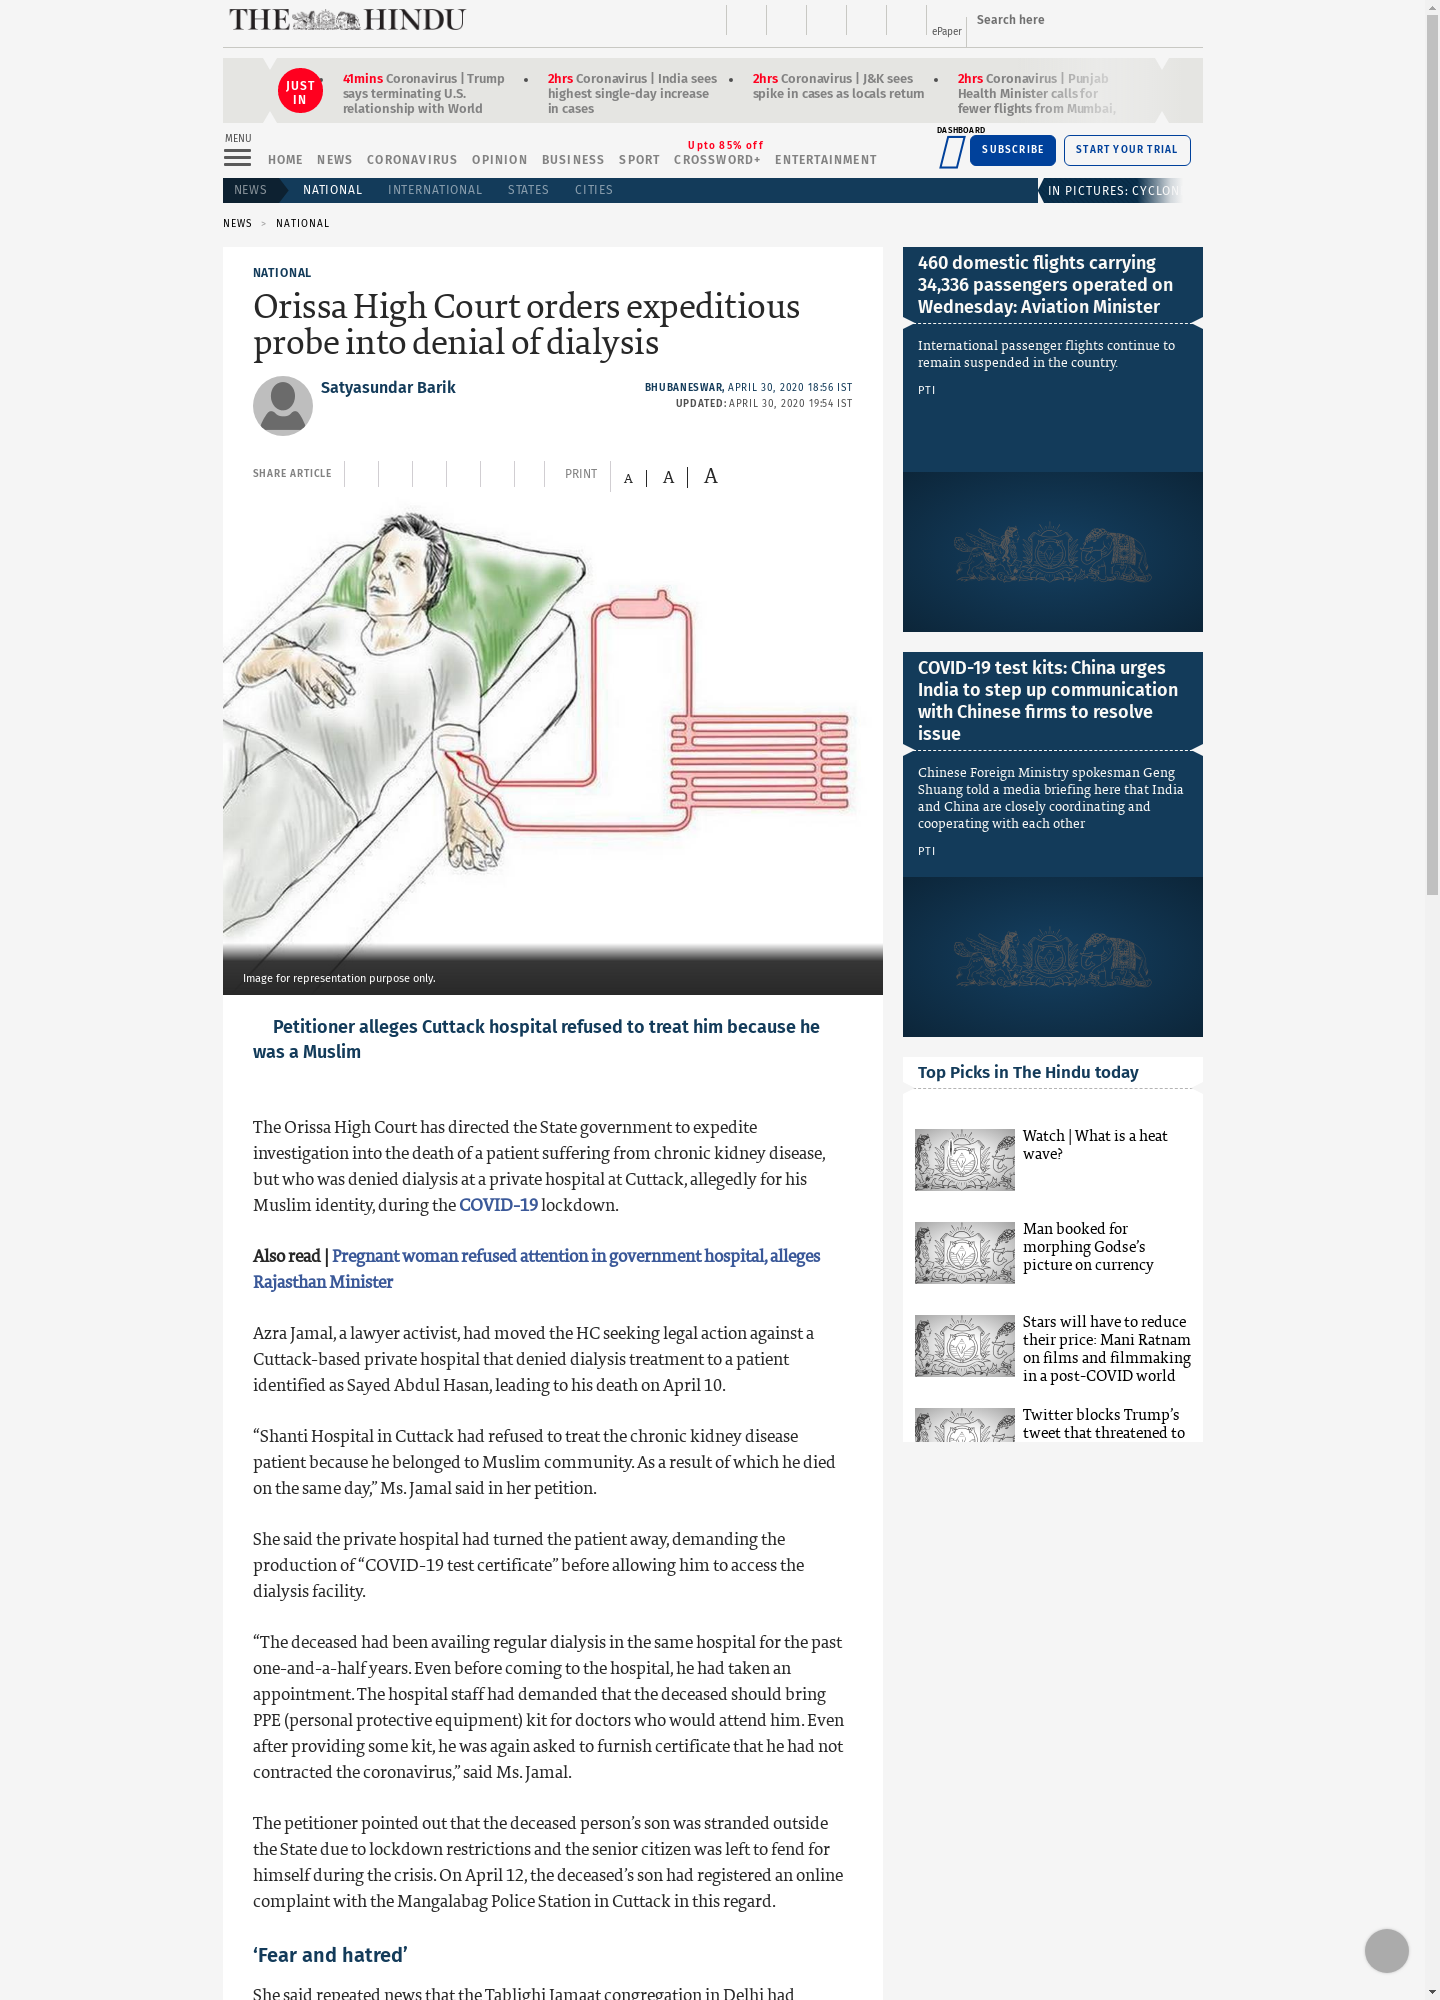 THE HINDU
ePaper
Search here
JUST IN
41mins Coronavirus | Trump says terminating U.S. relationship with World
2hrs Coronavirus | India sees highest single-day increase in cases
2hrs Coronavirus | J&K sees spike in cases as locals return
2hrs Coronavirus | Punjab Health Minister calls for fewer flights from Mumbai,
MENU
HOME NEWS CORONAVIRUS OPINION BUSINESS SPORT CROSSWORD+ ENTERTAINMENT
Upto 85% off
DASHBOARD
SUBSCRIBE
START YOUR TRIAL
NEWS NATIONAL INTERNATIONAL STATES CITIES
IN PICTURES: CYCLON
NEWS > NATIONAL
NATIONAL
Orissa High Court orders expeditious
probe into denial of dialysis
Satyasundar Barik
BHUBANESWAR, APRIL 30, 2020 18:56 IST
UPDATED: APRIL 30, 2020 19:54 IST
SHARE ARTICLE
PRINT
A A A
Image for representation purpose only.
Petitioner alleges Cuttack hospital refused to treat him because he
was a Muslim
The Orissa High Court has directed the State government to expedite
investigation into the death of a patient suffering from chronic kidney disease,
but who was denied dialysis at a private hospital at Cuttack, allegedly for his
Muslim identity, during the COVID-19 lockdown.
Also read | Pregnant woman refused attention in government hospital, alleges
Rajasthan Minister
Azra Jamal, a lawyer activist, had moved the HC seeking legal action against a
Cuttack-based private hospital that denied dialysis treatment to a patient
identified as Sayed Abdul Hasan, leading to his death on April 10.
“Shanti Hospital in Cuttack had refused to treat the chronic kidney disease
patient because he belonged to Muslim community. As a result of which he died
on the same day,” Ms. Jamal said in her petition.
She said the private hospital had turned the patient away, demanding the
production of “COVID-19 test certificate” before allowing him to access the
dialysis facility.
“The deceased had been availing regular dialysis in the same hospital for the past
one-and-a-half years. Even before coming to the hospital, he had taken an
appointment. The hospital staff had demanded that the deceased should bring
PPE (personal protective equipment) kit for doctors who would attend him. Even
after providing some kit, he was again asked to furnish certificate that he had not
contracted the coronavirus,” said Ms. Jamal.
The petitioner pointed out that the deceased person’s son was stranded outside
the State due to lockdown restrictions and the senior citizen was left to fend for
himself during the crisis. On April 12, the deceased’s son had registered an online
complaint with the Mangalabag Police Station in Cuttack in this regard.
‘Fear and hatred’
She said repeated news that the Tablighi Jamaat congregation in Delhi had
460 domestic flights carrying
34,336 passengers operated on
Wednesday: Aviation Minister
International passenger flights continue to
remain suspended in the country.
PTI
COVID-19 test kits: China urges
India to step up communication
with Chinese firms to resolve
issue
Chinese Foreign Ministry spokesman Geng
Shuang told a media briefing here that India
and China are closely coordinating and
cooperating with each other
PTI
Top Picks in The Hindu today
Watch | What is a heat
wave?
Man booked for
morphing Godse’s
picture on currency
Stars will have to reduce
their price: Mani Ratnam
on films and filmmaking
in a post-COVID world
Twitter blocks Trump’s
tweet that threatened to